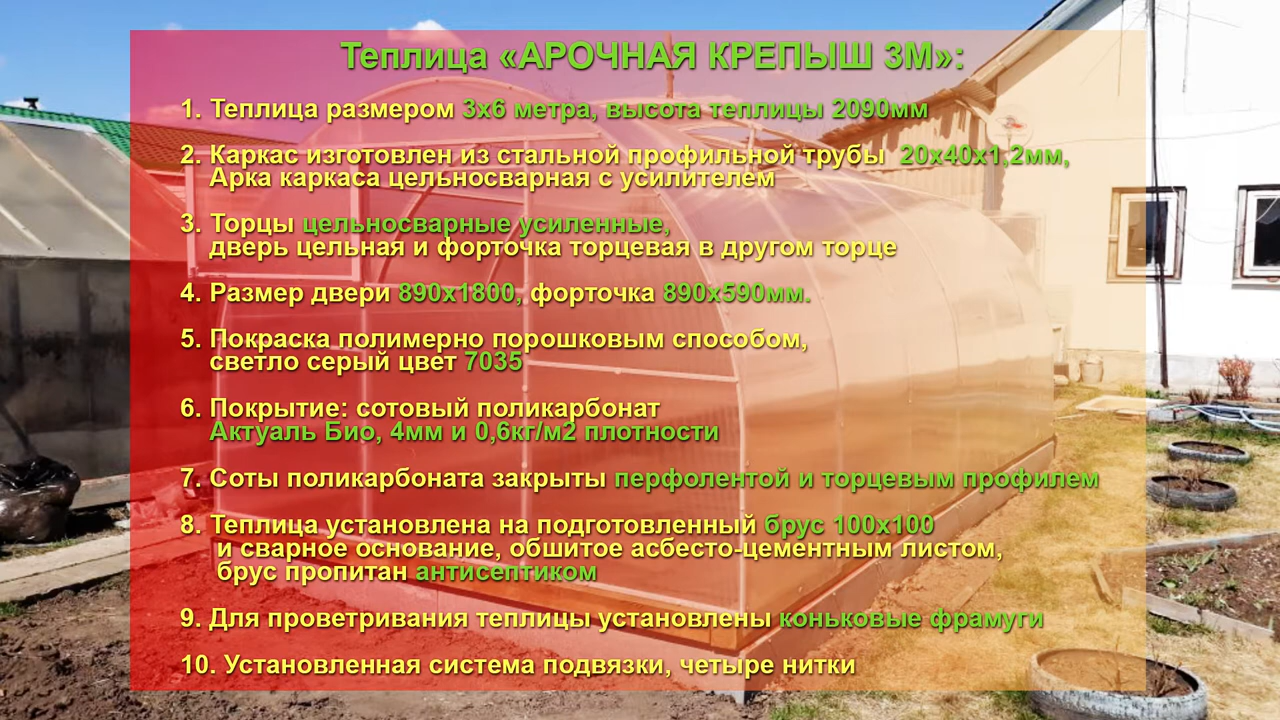 Теплица «АРОЧНАЯ КРЕПЫШ 3М»:
1. Теплица размером 3х6 метра, высота теплицы 2090мм
2. Каркас изготовлен из стальной профильной трубы 20х40х1,2мм,
Арка каркаса цельносварная с усилителем
3. Торцы цельносварные усиленные,
дверь цельная и форточка торцевая в другом торце
4. Размер двери 890х1800, форточка 890х590мм.
5. Покраска полимерно порошковым способом,
светло серый цвет 7035
6. Покрытие: сотовый поликарбонат
Актуаль Био, 4мм и 0,6кг/м2 плотности
7. Соты поликарбоната закрыты перфолентой и торцевым профилем
8. Теплица установлена на подготовленный брус 100х100
и сварное основание, обшитое асбесто-цементным листом,
брус пропитан антисептиком
9. Для проветривания теплицы установлены коньковые фрамуги
10. Установленная система подвязки, четыре нитки